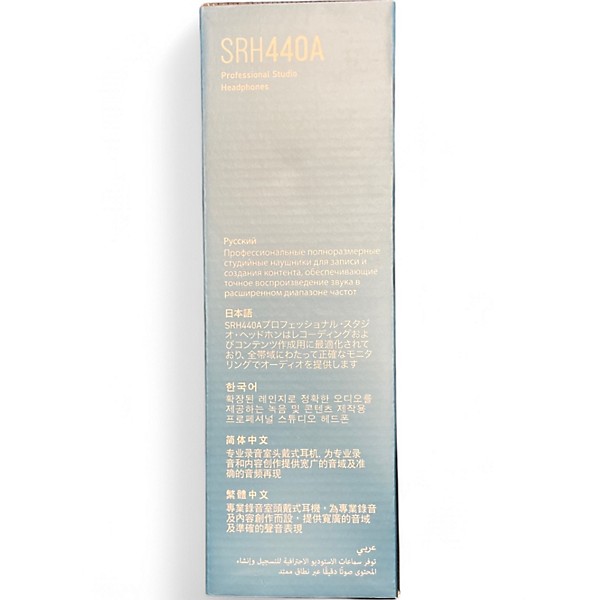 SRH440A
Professional Studio
Headphones
Русский
Профессиональные полноразмерные
студийные наушники для записи и
создания контента, обеспечивающие
точное воспроизведение звука в
расширенном диапазоне частот
日本語
SRH440Aプロフェッショナル・スタジ
オ・ヘッドホンはレコーディングおよ
びコンテンツ作成用に最適化されて
おり、全帯域にわたって正確なモニタ
リングでオーディオを提供します
한국어
확장된 레인지로 정확한 오디오를
제공하는 녹음 및 콘텐츠 제작용
프로페셔널 스튜디오 헤드폰
简体中文
专业录音室头戴式耳机, 为专业录
音和内容创作提供宽广的音域及准
确的音频再现
繁體中文
專業錄音室頭戴式耳機，為專業錄音
及內容創作而設，提供寬廣的音域
及準確的聲音表現
عربي
توفر سماعات الاستوديو الاحترافية للتسجيل وإنشاء
المحتوى صوتًا دقيقًا عبر نطاق ممتد